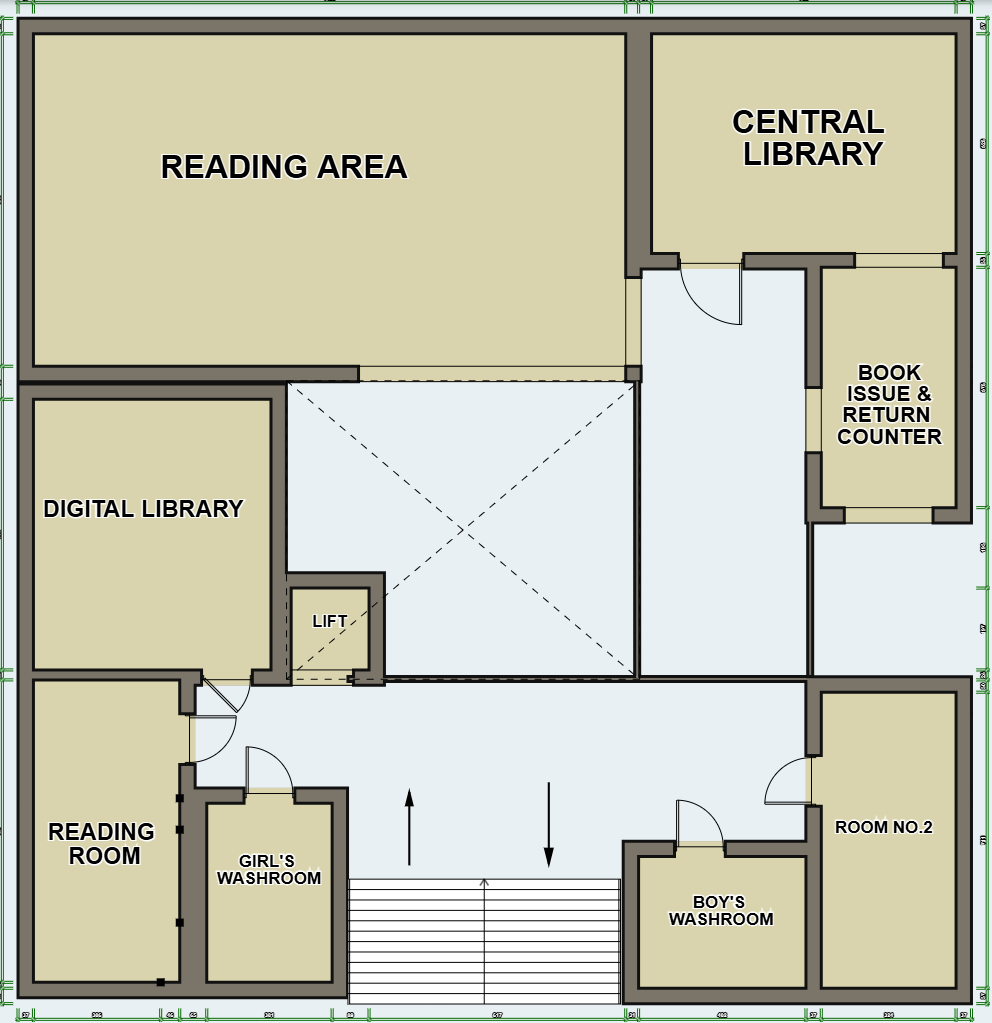 READING AREA
CENTRAL
LIBRARY
BOOK
ISSUE &
RETURN
COUNTER
DIGITAL LIBRARY
LIFT
READING
ROOM
GIRL'S
WASHROOM
BOY'S
WASHROOM
ROOM NO.2